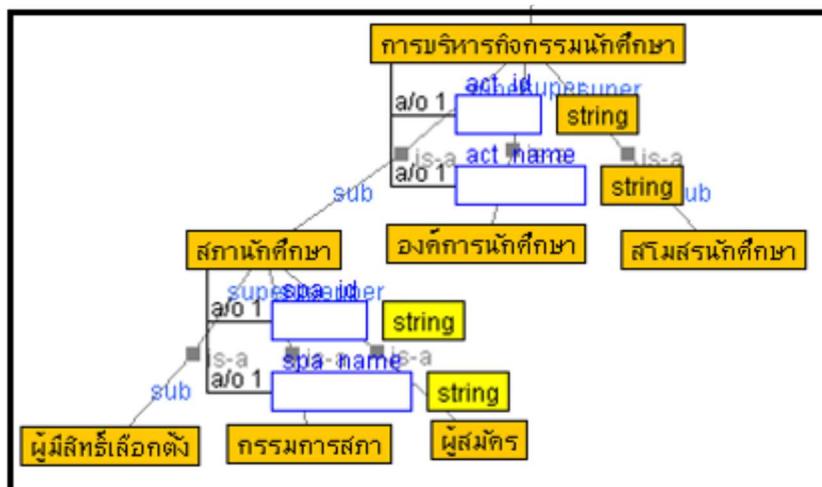 การบริหารกิจกรรมนักศึกษา
act_id
super super
a/o 1
string
act_name
is-a
is-a
a/o 1
string
sub
sub
สภานักศึกษา
องค์การนักศึกษา
สโมสรนักศึกษา
spa_id
super super
a/o 1
string
is-a
is-a
is-a
spa_name
a/o 1
string
sub
ผู้มีสิทธิ์เลือกตั้ง
กรรมการสภา
ผู้สมัคร